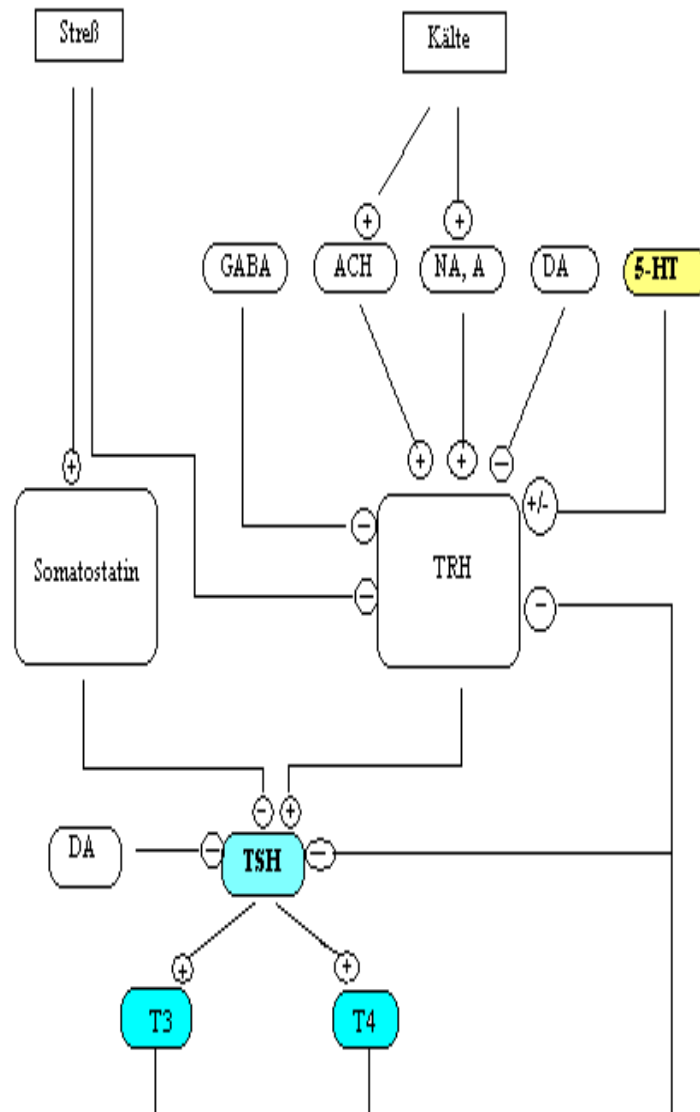 Streß
Kälte
+
+
GABA
ACH
NA, A
DA
5-HT
+
+
+
−
+/-
−
Somatostatin
TRH
−
−
−
+
DA
−
TSH
−
+
+
T3
T4